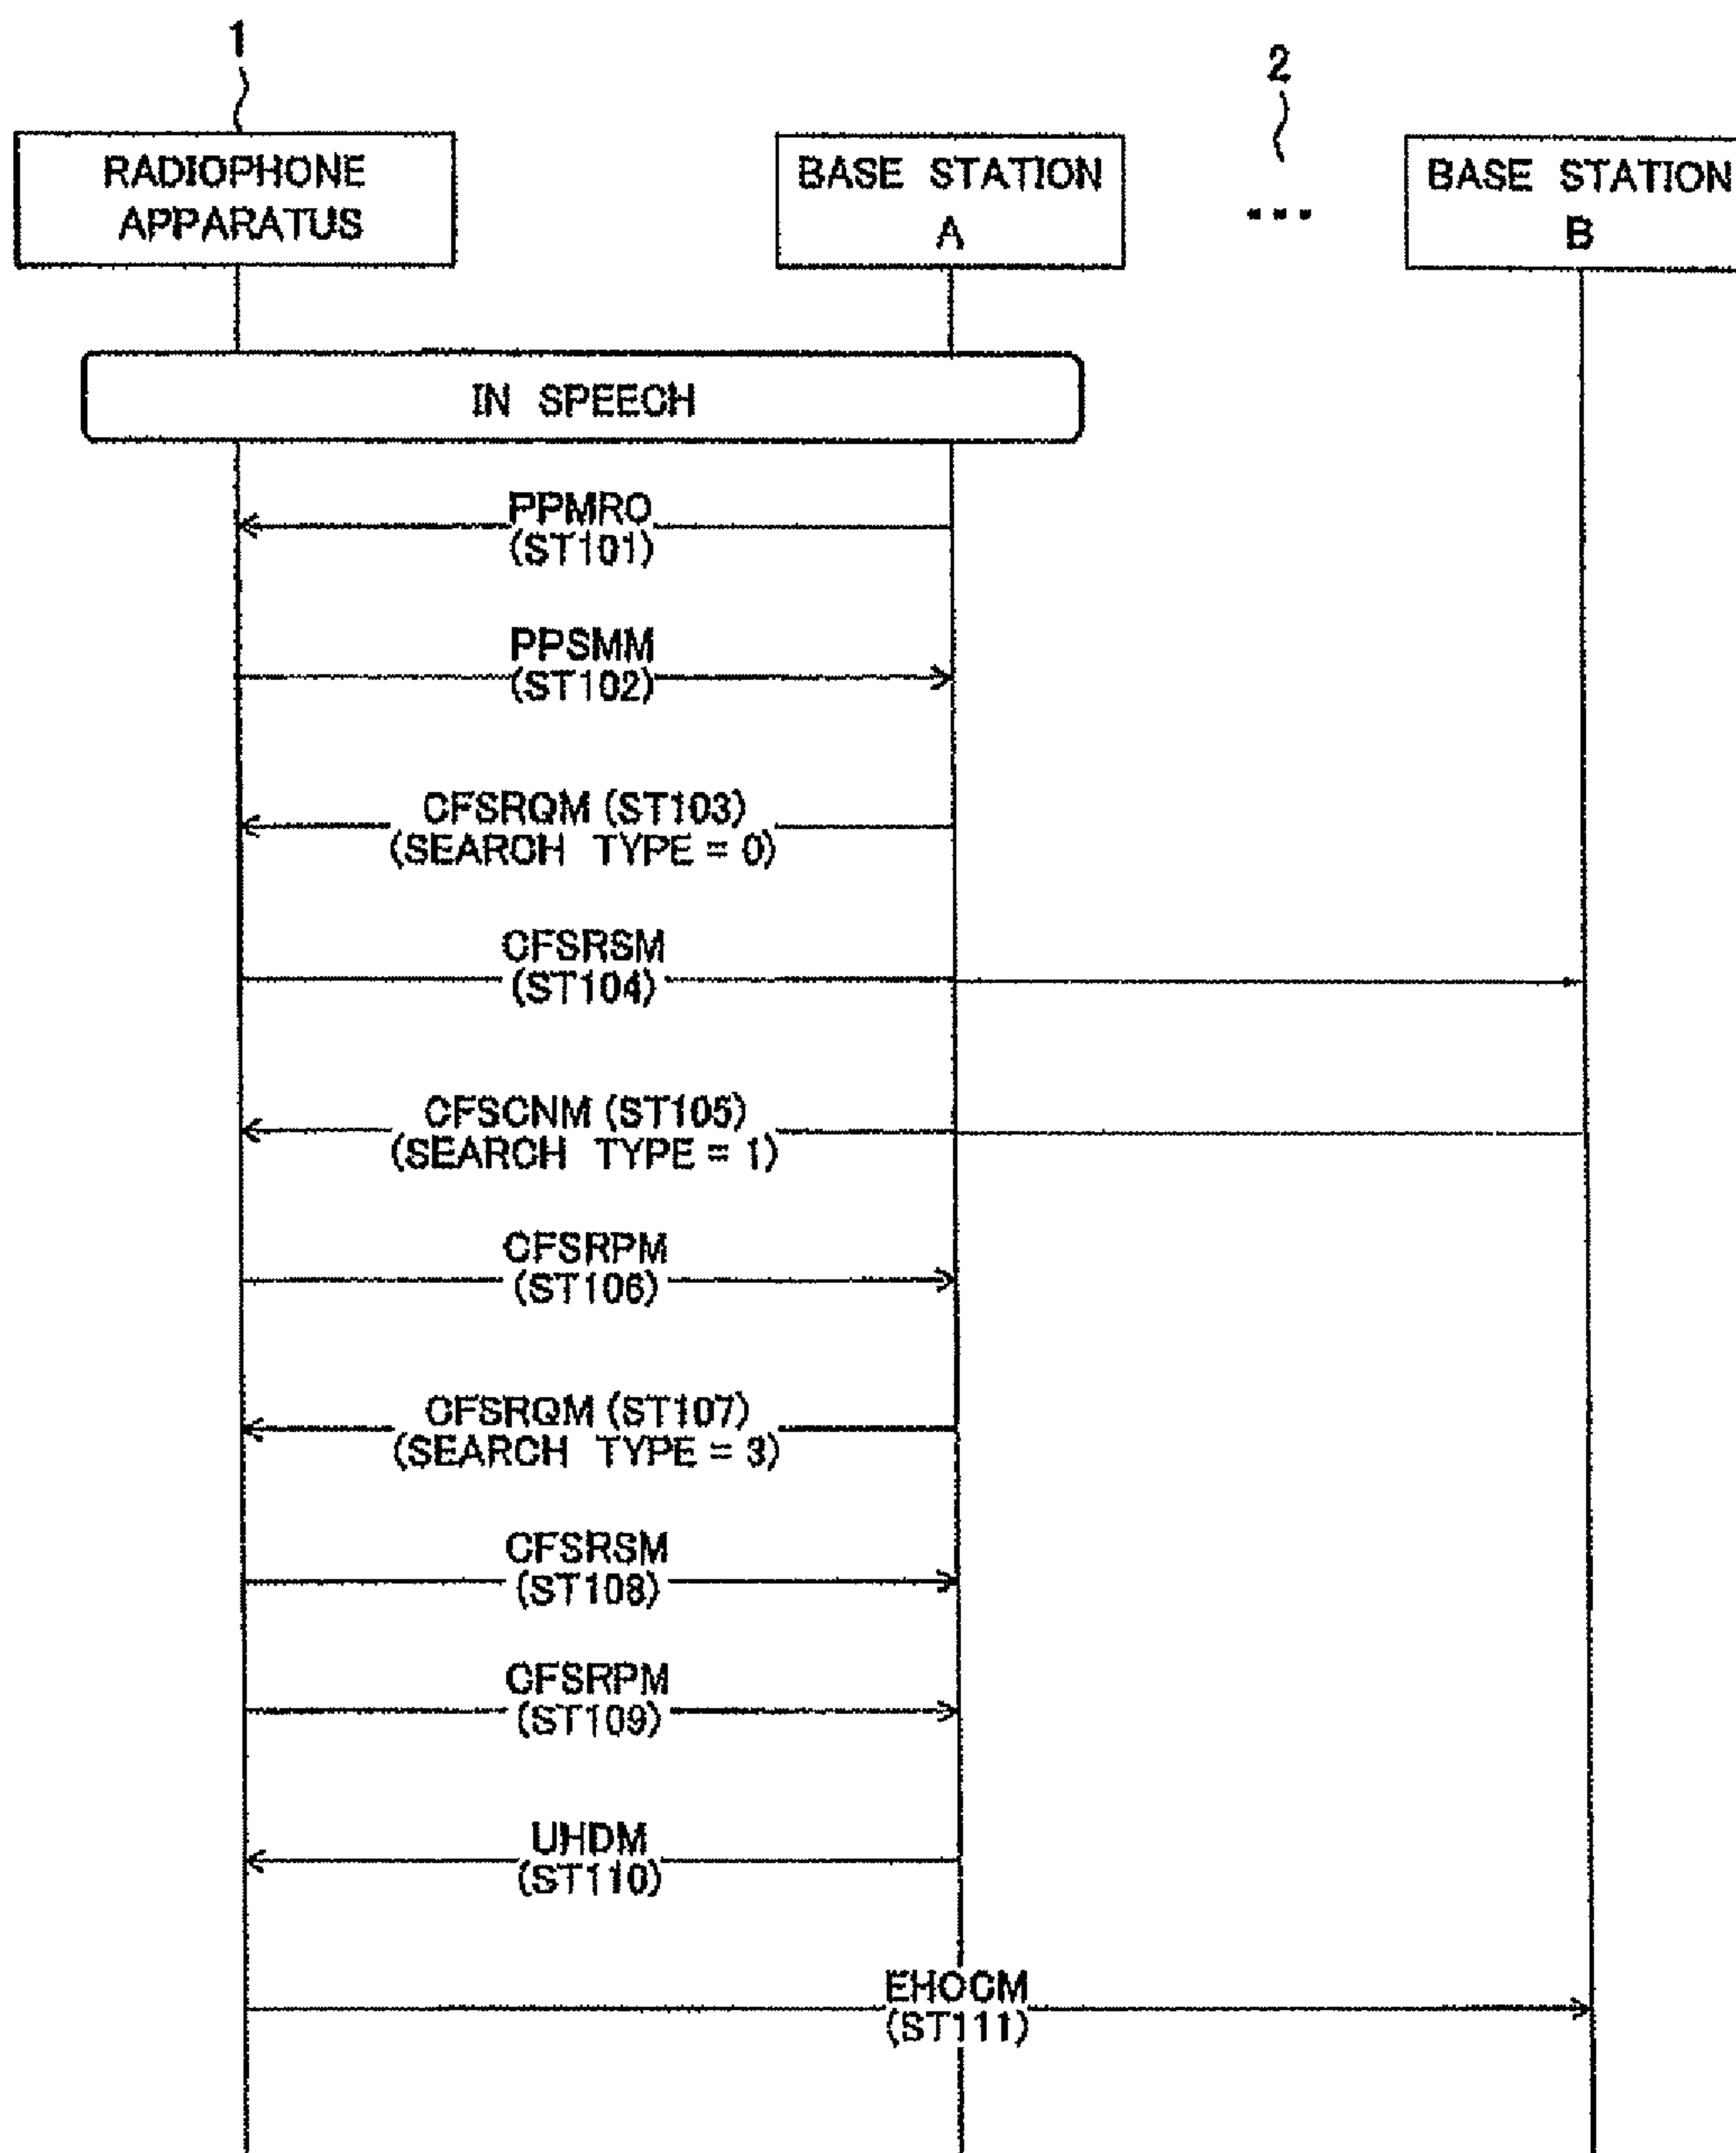 1
2
RADIOPHONE
APPARATUS
BASE STATION
A
...
BASE STATION
B
IN SPEECH
PPMRO
(ST101)
PPSMM
(ST102)
CFSRQM (ST103)
(SEARCH TYPE = 0)
CFSRSM
(ST104)
CFSCNM (ST105)
(SEARCH TYPE = 1)
CFSRPM
(ST106)
CFSRQM (ST107)
(SEARCH TYPE = 3)
CFSRSM
(ST108)
CFSRPM
(ST109)
UHDM
(ST110)
EHOCM
(ST111)